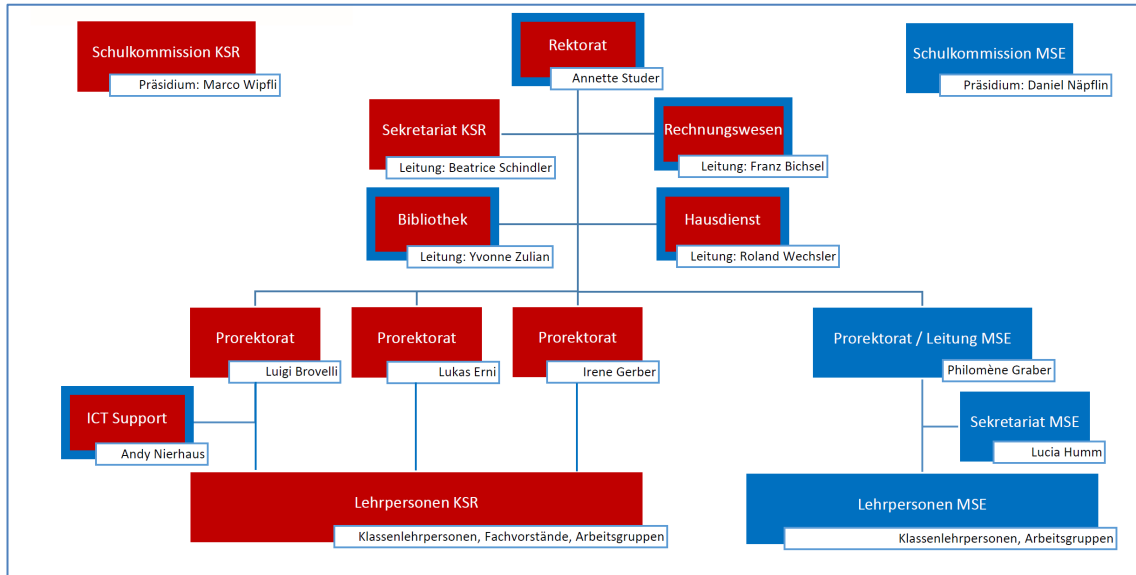 Schulkommission KSR
Präsidium: Marco Wipfli
Rektorat
Annette Studer
Schulkommission MSE
Präsidium: Daniel Näpflin
Sekretariat KSR
Leitung: Beatrice Schindler
Rechnungswesen
Leitung: Franz Bichsel
Bibliothek
Leitung: Yvonne Zulian
Hausdienst
Leitung: Roland Wechsler
Prorektorat
Luigi Brovelli
Prorektorat
Lukas Erni
Prorektorat
Irene Gerber
Prorektorat / Leitung MSE
Philomène Graber
ICT Support
Andy Nierhaus
Sekretariat MSE
Lucia Humm
Lehrpersonen KSR
Klassenlehrpersonen, Fachvorstände, Arbeitsgruppen
Lehrpersonen MSE
Klassenlehrpersonen, Arbeitsgruppen